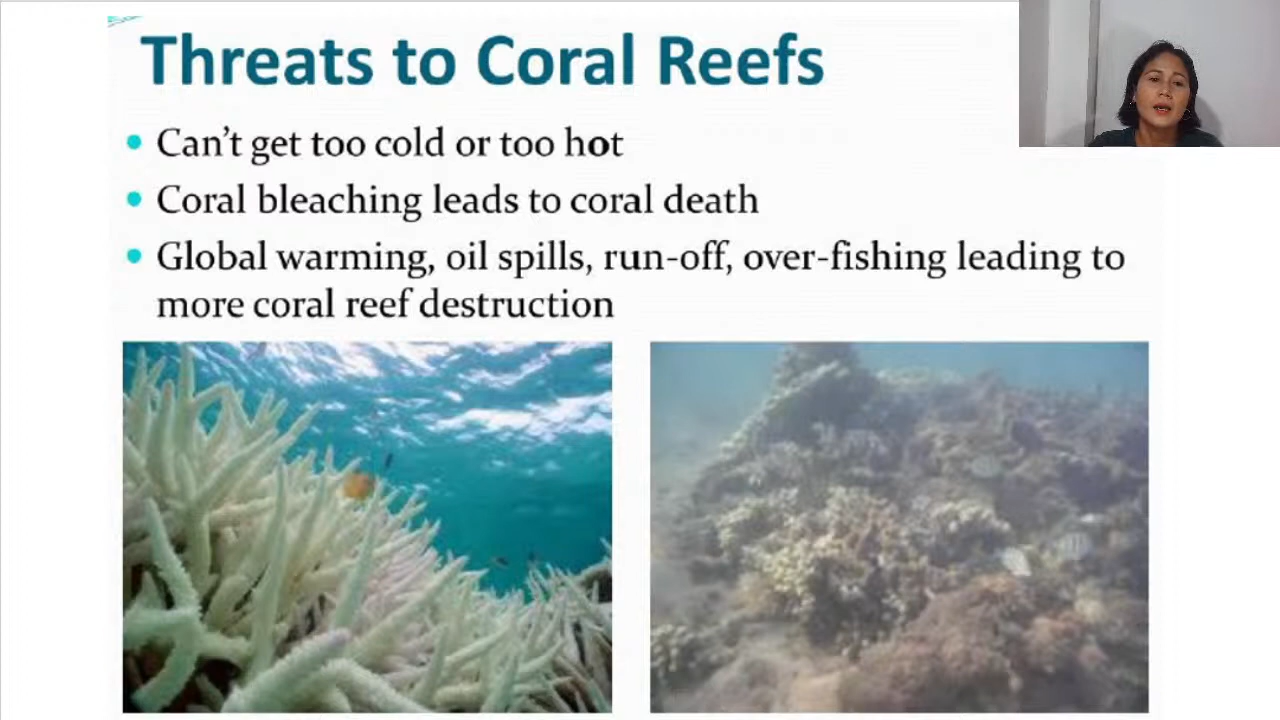 Threats to Coral Reefs
• Can't get too cold or too hot
• Coral bleaching leads to coral death
• Global warming, oil spills, run-off, over-fishing leading to
more coral reef destruction